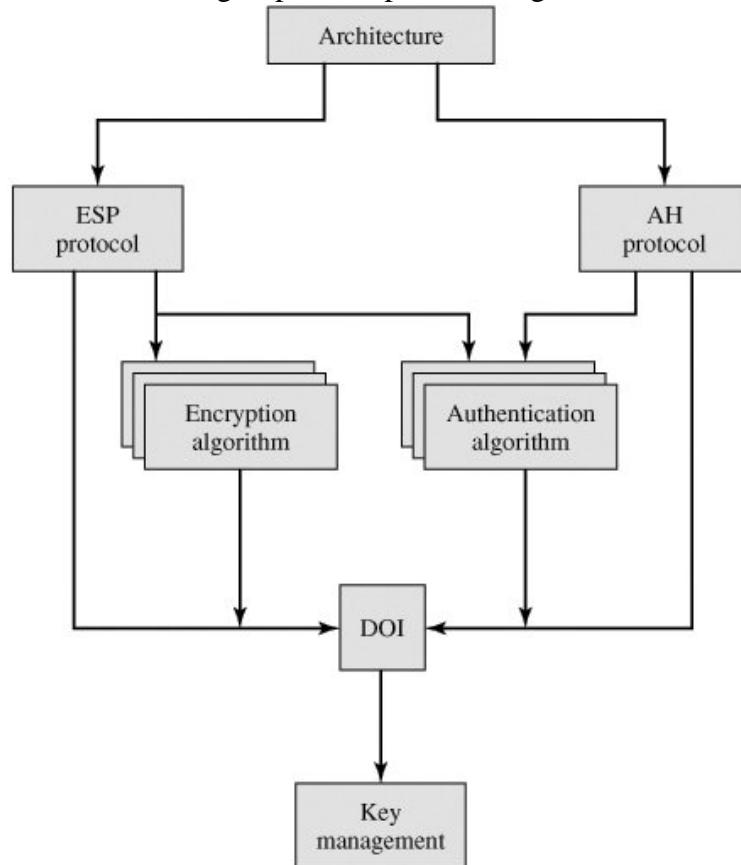 Architecture
ESP
protocol
AH
protocol
Encryption
algorithm
Authentication
algorithm
DOI
Key
management